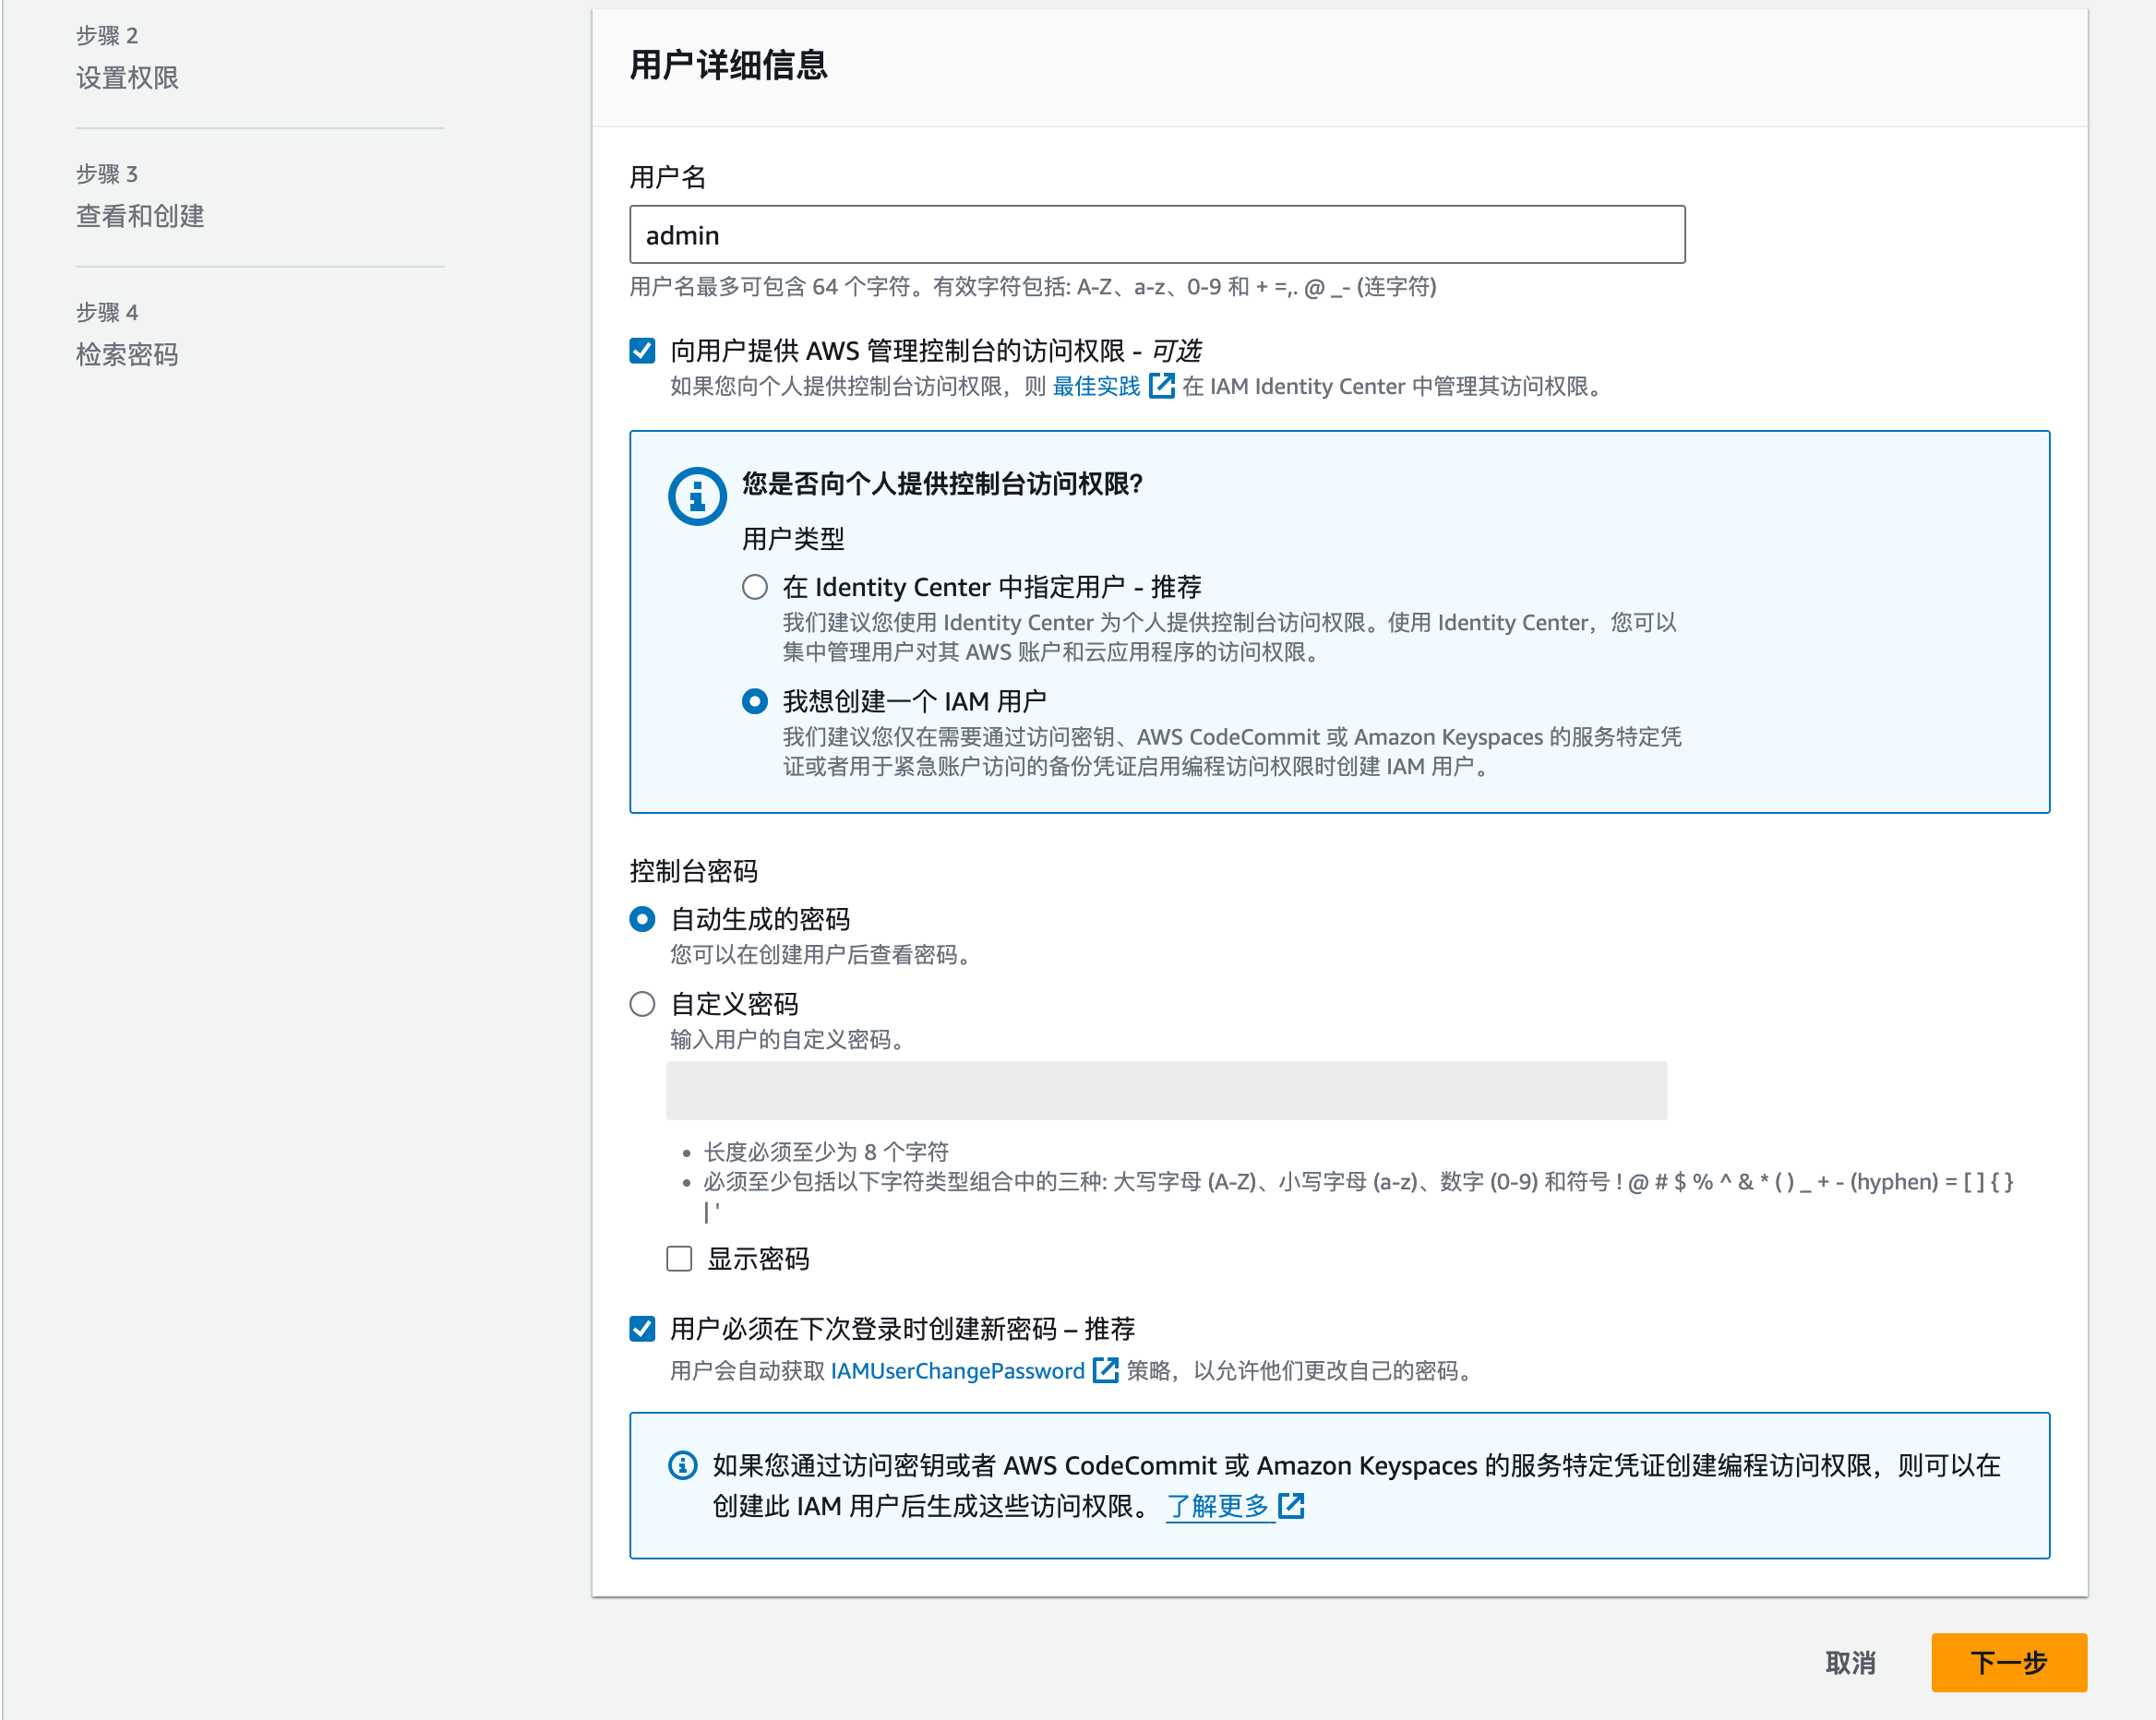 步骤 2
设置权限
步骤 3
查看和创建
步骤 4
检索密码
用户详细信息
用户名
admin
用户名最多可包含 64 个字符。有效字符包括: A-Z、a-z、0-9 和 + =,. @ _- (连字符)
向用户提供 AWS 管理控制台的访问权限 - 可选
如果您向个人提供控制台访问权限，则 最佳实践 在 IAM Identity Center 中管理其访问权限。
您是否向个人提供控制台访问权限?
用户类型
在 Identity Center 中指定用户 - 推荐
我们建议您使用 Identity Center 为个人提供控制台访问权限。使用 Identity Center，您可以
集中管理用户对其 AWS 账户和云应用程序的访问权限。
我想创建一个 IAM 用户
我们建议您仅在需要通过访问密钥、AWS CodeCommit 或 Amazon Keyspaces 的服务特定凭
证或者用于紧急账户访问的备份凭证启用编程访问权限时创建 IAM 用户。
控制台密码
自动生成的密码
您可以在创建用户后查看密码。
自定义密码
输入用户的自定义密码。
• 长度必须至少为 8 个字符
• 必须至少包括以下字符类型组合中的三种: 大写字母 (A-Z)、小写字母 (a-z)、数字 (0-9) 和符号 ! @ # $ % ^ & * ( ) _ + - (hyphen) = [ ] { }
| '
显示密码
用户必须在下次登录时创建新密码 – 推荐
用户会自动获取 IAMUserChangePassword 策略，以允许他们更改自己的密码。
如果您通过访问密钥或者 AWS CodeCommit 或 Amazon Keyspaces 的服务特定凭证创建编程访问权限，则可以在
创建此 IAM 用户后生成这些访问权限。 了解更多
取消
下一步